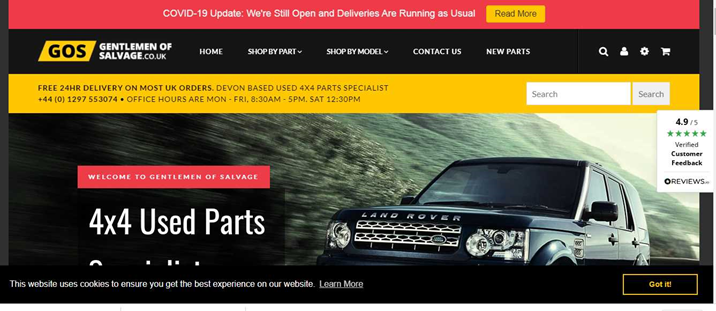 COVID-19 Update: We're Still Open and Deliveries Are Running as Usual Read More
GOS GENTLEMEN OF SALVAGE.CO.UK
HOME SHOP BY PART SHOP BY MODEL CONTACT US NEW PARTS
FREE 24HR DELIVERY ON MOST UK ORDERS. DEVON BASED USED 4X4 PARTS SPECIALIST
+44 (0) 1297 553074 • OFFICE HOURS ARE MON - FRI, 8:30AM - 5PM. SAT 12:30PM
Search Search
4.9 / 5
Verified
Customer
Feedback
REVIEWS.io
WELCOME TO GENTLEMEN OF SALVAGE
LAND ROVER
4x4 Used Parts
Specialist
This website uses cookies to ensure you get the best experience on our website. Learn More Got it!